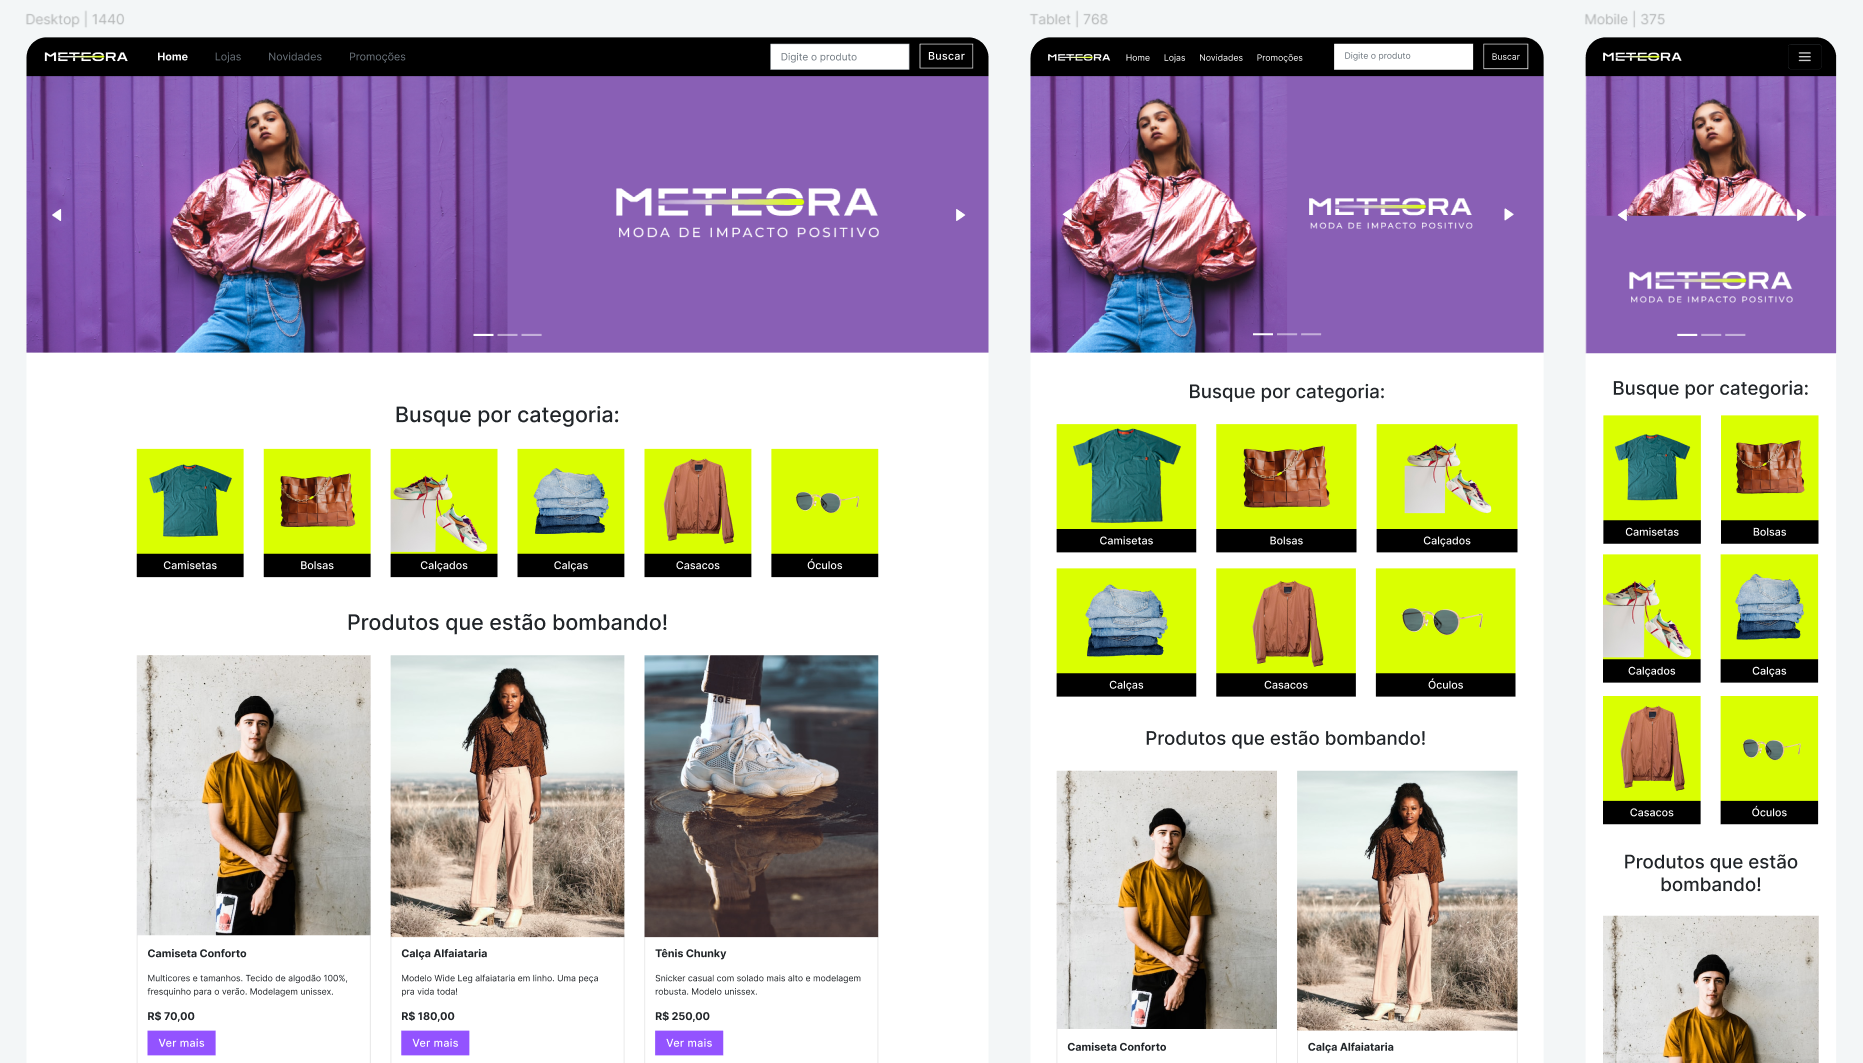 Desktop | 1440
METEORA
Home
Lojas
Novidades
Promoções
Digite o produto
Buscar
METEORA
MODA DE IMPACTO POSITIVO
Busque por categoria:
Camisetas
Bolsas
Calçados
Calças
Casacos
Óculos
Produtos que estão bombando!
ZOE
Camiseta Conforto
Multicores e tamanhos. Tecido de algodão 100%,
fresquinho para o verão. Modelagem unissex.
R$ 70,00
Ver mais
Calça Alfaiataria
Modelo Wide Leg alfaiataria em linho. Uma peça
pra vida toda!
R$ 180,00
Ver mais
Tênis Chunky
Snicker casual com solado mais alto e modelagem
robusta. Modelo unissex.
R$ 250,00
Ver mais
Tablet | 768
METEORA
Home
Lojas
Novidades
Promoções
Digite o produto
Buscar
METEORA
MODA DE IMPACTO POSITIVO
Busque por categoria:
Camisetas
Bolsas
Calçados
Calças
Casacos
Óculos
Produtos que estão bombando!
Camiseta Conforto
Calça Alfaiataria
Mobile | 375
METEORA
METEORA
MODA DE IMPACTO POSITIVO
Busque por categoria:
Camisetas
Bolsas
Calçados
Calças
Casacos
Óculos
Produtos que estão
bombando!